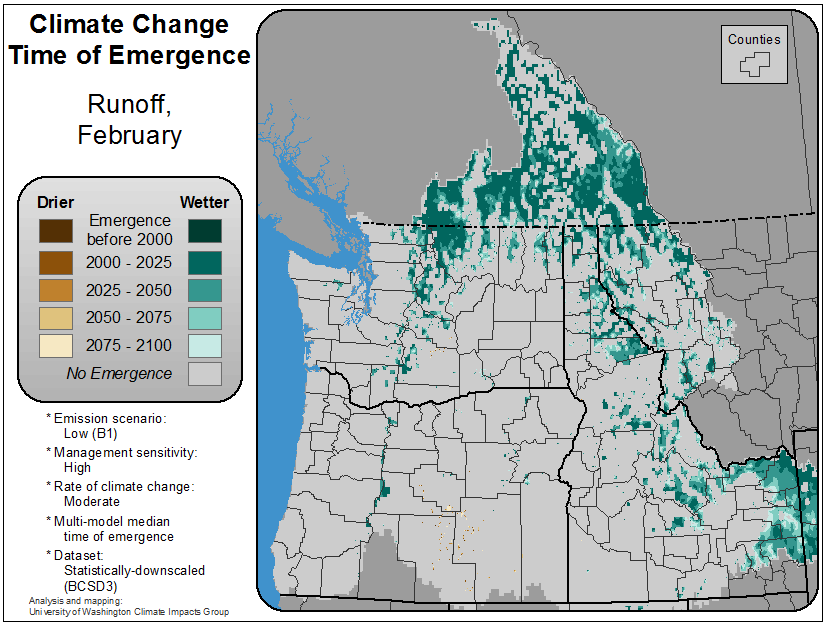 Climate Change
Time of Emergence
Runoff,
February
Counties
Drier
Wetter
Emergence
before 2000
2000 - 2025
2025 - 2050
2050 - 2075
2075 - 2100
No Emergence
* Emission scenario:
Low (B1)
* Management sensitivity:
High
* Rate of climate change:
Moderate
* Multi-model median
time of emergence
* Dataset:
Statistically-downscaled
(BCSD3)
Analysis and mapping:
University of Washington Climate Impacts Group